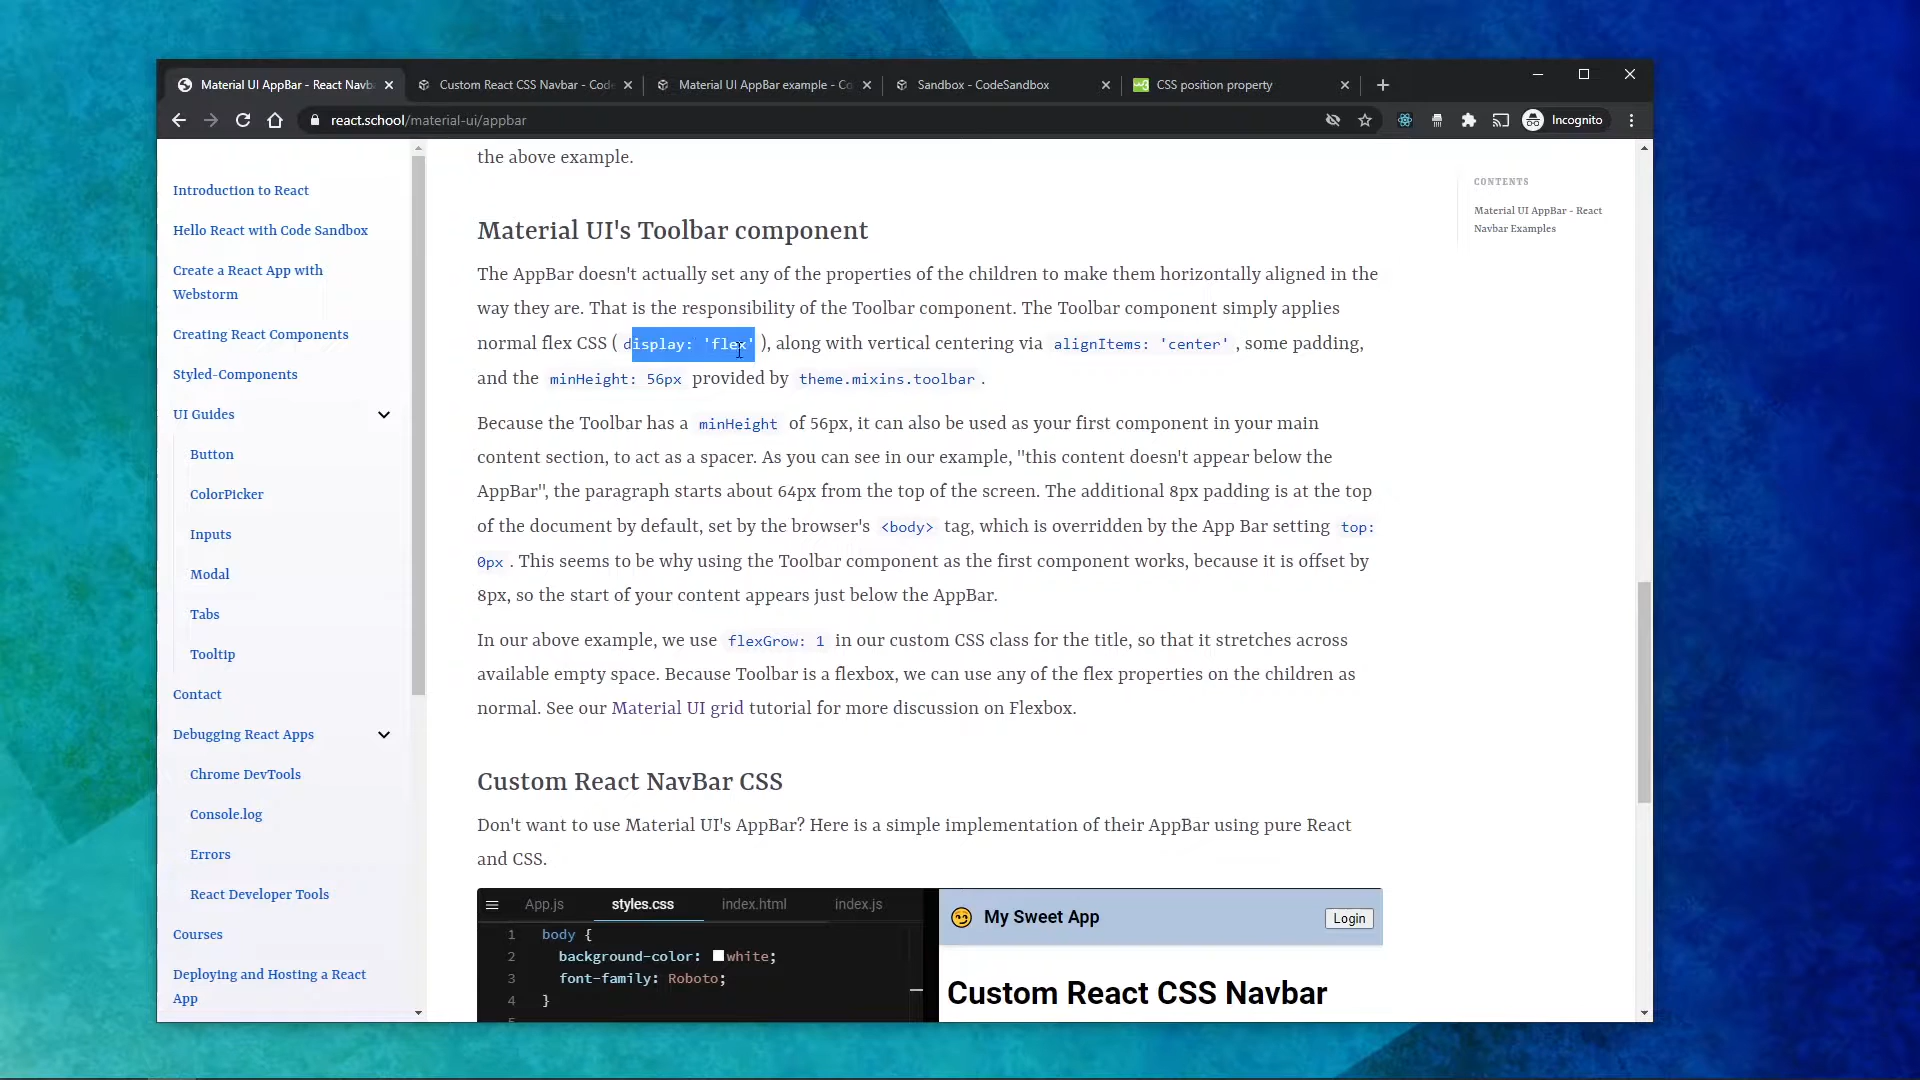 Material UI AppBar - React Navb
Custom React CSS Navbar - Code
Material UI AppBar example - Co
Sandbox - CodeSandbox
CSS position property
react.school/material-ui/appbar
Incognito
Introduction to React
Hello React with Code Sandbox
Create a React App with
Webstorm
Creating React Components
Styled-Components
UI Guides
Button
ColorPicker
Inputs
Modal
Tabs
Tooltip
Contact
Debugging React Apps
Chrome DevTools
Console.log
Errors
React Developer Tools
Courses
Deploying and Hosting a React
App
the above example.
Material UI's Toolbar component
The AppBar doesn't actually set any of the properties of the children to make them horizontally aligned in the
way they are. That is the responsibility of the Toolbar component. The Toolbar component simply applies
normal flex CSS ( display: 'flex' ), along with vertical centering via alignItems: 'center' , some padding,
and the minHeight: 56px provided by theme.mixins.toolbar .
Because the Toolbar has a minHeight of 56px, it can also be used as your first component in your main
content section, to act as a spacer. As you can see in our example, "this content doesn't appear below the
AppBar", the paragraph starts about 64px from the top of the screen. The additional 8px padding is at the top
of the document by default, set by the browser's <body> tag, which is overridden by the App Bar setting top:
0px . This seems to be why using the Toolbar component as the first component works, because it is offset by
8px, so the start of your content appears just below the AppBar.
In our above example, we use flexGrow: 1 in our custom CSS class for the title, so that it stretches across
available empty space. Because Toolbar is a flexbox, we can use any of the flex properties on the children as
normal. See our Material UI grid tutorial for more discussion on Flexbox.
Custom React NavBar CSS
Don't want to use Material UI's AppBar? Here is a simple implementation of their AppBar using pure React
and CSS.
App.js styles.css index.html index.js
1 body {
2 background-color: white;
3 font-family: Roboto;
4 }
5
My Sweet App
Login
Custom React CSS Navbar
CONTENTS
Material UI AppBar - React
Navbar Examples